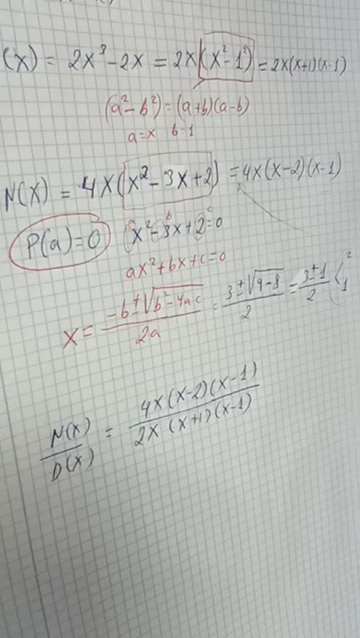 (x) = 2x³ - 2x = 2x(x² - 1) = 2x(x+1)(x-1)
(a² - b²) = (a+b)(a-b)
a=x b=1
N(x) = 4x(x² - 3x + 2) = 4x(x-2)(x-1)
P(a) = 0 x² - 3x + 2 = 0
a b c
ax² + bx + c = 0
x = (-b ± √(b² - 4ac)) / 2a = (3 ± √(9 - 8)) / 2 = (3 ± 1) / 2 < 2 1
N(x) / D(x) = 4x(x-2)(x-1) / 2x(x+1)(x-1)